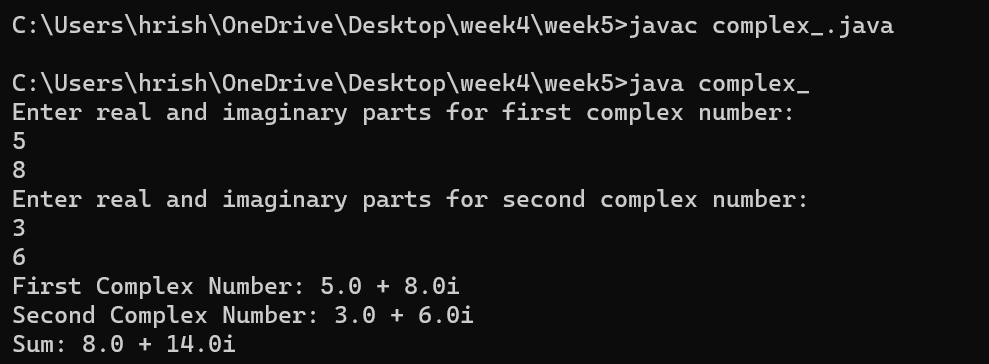 C:\Users\hrish\OneDrive\Desktop\week4\week5>javac complex_.java
C:\Users\hrish\OneDrive\Desktop\week4\week5>java complex_
Enter real and imaginary parts for first complex number:
5
8
Enter real and imaginary parts for second complex number:
3
6
First Complex Number: 5.0 + 8.0i
Second Complex Number: 3.0 + 6.0i
Sum: 8.0 + 14.0i